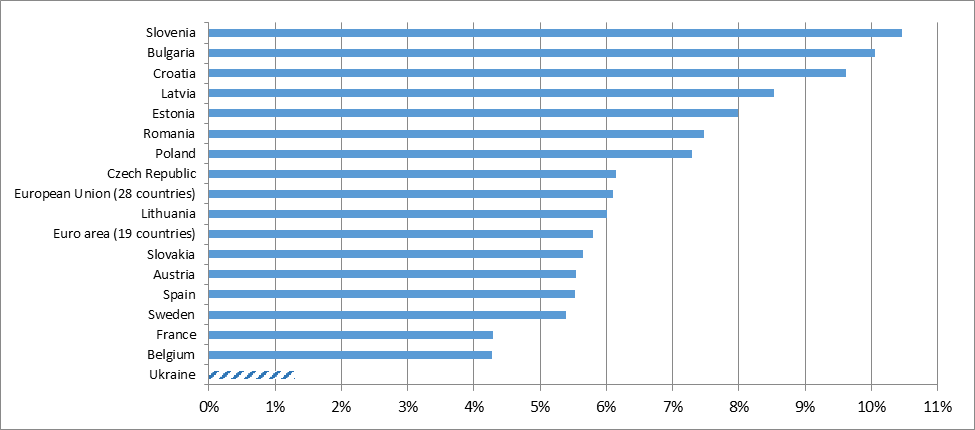 Slovenia
Bulgaria
Croatia
Latvia
Estonia
Romania
Poland
Czech Republic
European Union (28 countries)
Lithuania
Euro area (19 countries)
Slovakia
Austria
Spain
Sweden
France
Belgium
Ukraine
0% 1% 2% 3% 4% 5% 6% 7% 8% 9% 10% 11%